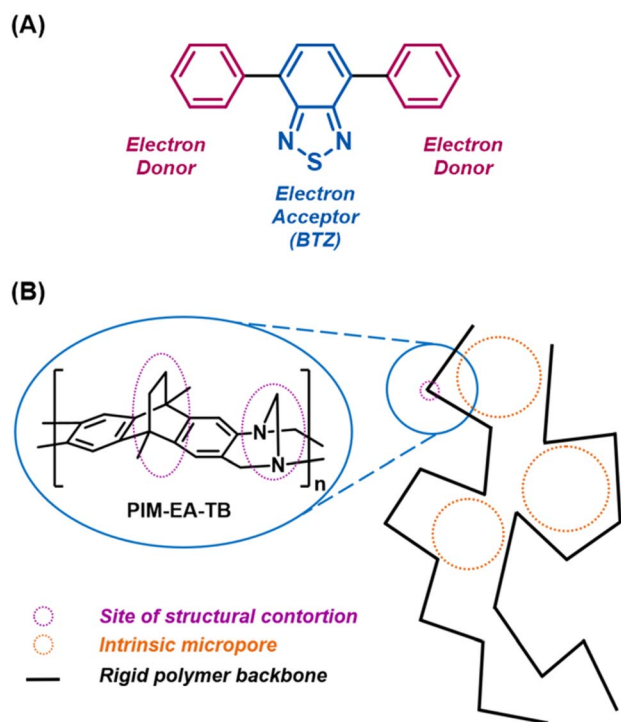 (A)
N
N
S
Electron
Donor
Electron
Donor
Electron
Acceptor
(BTZ)
(B)
N
N
n
PIM-EA-TB
Site of structural contortion
Intrinsic micropore
Rigid polymer backbone